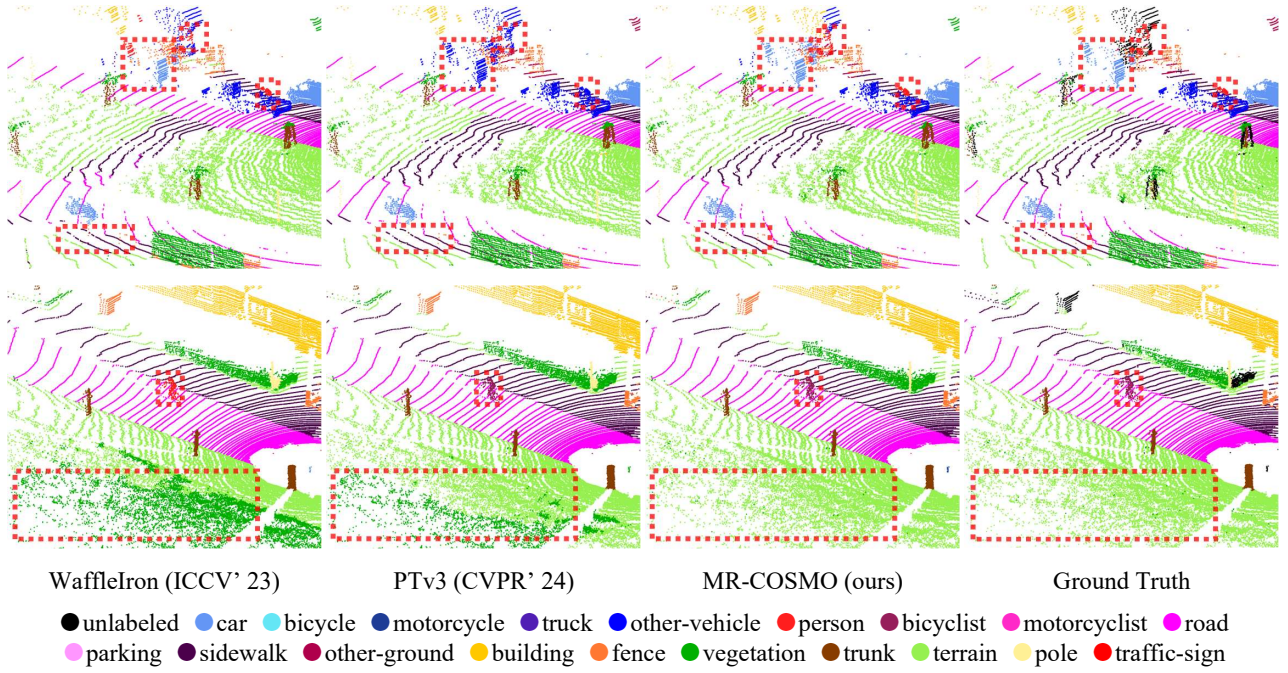 WaffleIron (ICCV' 23) PTv3 (CVPR' 24) MR-COSMO (ours) Ground Truth
unlabeled car bicycle motorcycle truck other-vehicle person bicyclist motorcyclist road
parking sidewalk other-ground building fence vegetation trunk terrain pole traffic-sign